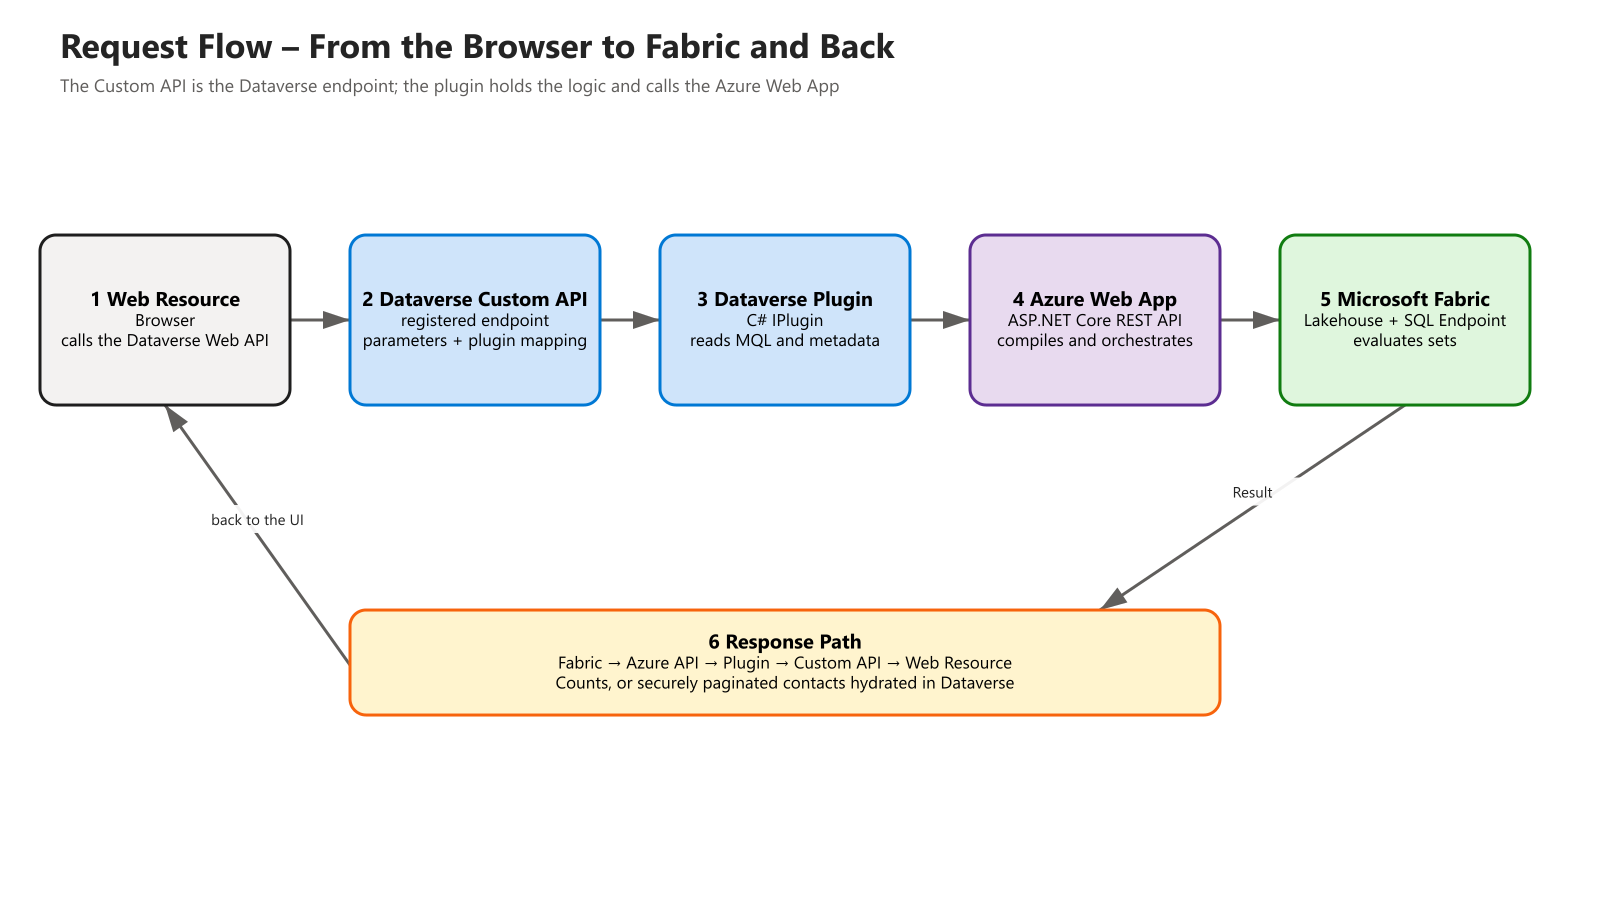 Request Flow – From the Browser to Fabric and Back
The Custom API is the Dataverse endpoint; the plugin holds the logic and calls the Azure Web App
1 Web Resource
Browser
calls the Dataverse Web API
2 Dataverse Custom API
registered endpoint
parameters + plugin mapping
3 Dataverse Plugin
C# IPlugin
reads MQL and metadata
4 Azure Web App
ASP.NET Core REST API
compiles and orchestrates
5 Microsoft Fabric
Lakehouse + SQL Endpoint
evaluates sets
Result
back to the UI
6 Response Path
Fabric → Azure API → Plugin → Custom API → Web Resource
Counts, or securely paginated contacts hydrated in Dataverse